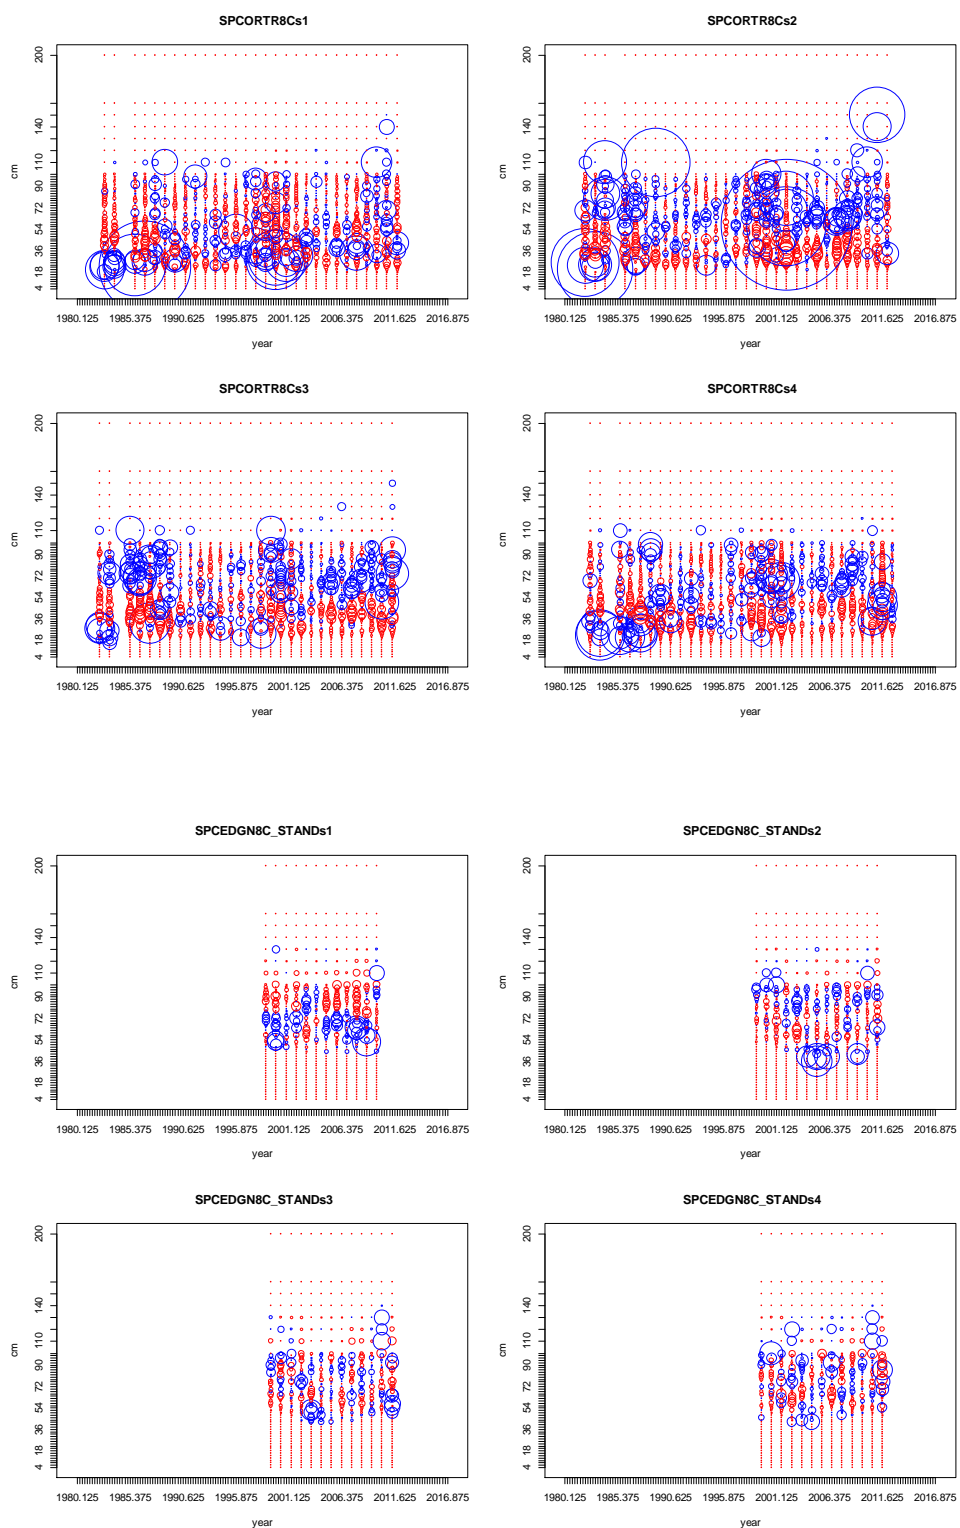 SPCORTR8Cs1 SPCORTR8Cs2
200 200
140 140
110 110
90 90
72 72
54 54
36 36
18 18
4 4
cm cm
1980.125 1985.375 1990.625 1995.875 2001.125 2006.375 2011.625 2016.875 1980.125 1985.375 1990.625 1995.875 2001.125 2006.375 2011.625 2016.875
year year
SPCORTR8Cs3 SPCORTR8Cs4
200 200
140 140
110 110
90 90
72 72
54 54
36 36
18 18
4 4
cm cm
1980.125 1985.375 1990.625 1995.875 2001.125 2006.375 2011.625 2016.875 1980.125 1985.375 1990.625 1995.875 2001.125 2006.375 2011.625 2016.875
year year
SPCEDGN8C_STANDs1 SPCEDGN8C_STANDs2
200 200
140 140
110 110
90 90
72 72
54 54
36 36
18 18
4 4
cm cm
1980.125 1985.375 1990.625 1995.875 2001.125 2006.375 2011.625 2016.875 1980.125 1985.375 1990.625 1995.875 2001.125 2006.375 2011.625 2016.875
year year
SPCEDGN8C_STANDs3 SPCEDGN8C_STANDs4
200 200
140 140
110 110
90 90
72 72
54 54
36 36
18 18
4 4
cm cm
1980.125 1985.375 1990.625 1995.875 2001.125 2006.375 2011.625 2016.875 1980.125 1985.375 1990.625 1995.875 2001.125 2006.375 2011.625 2016.875
year year